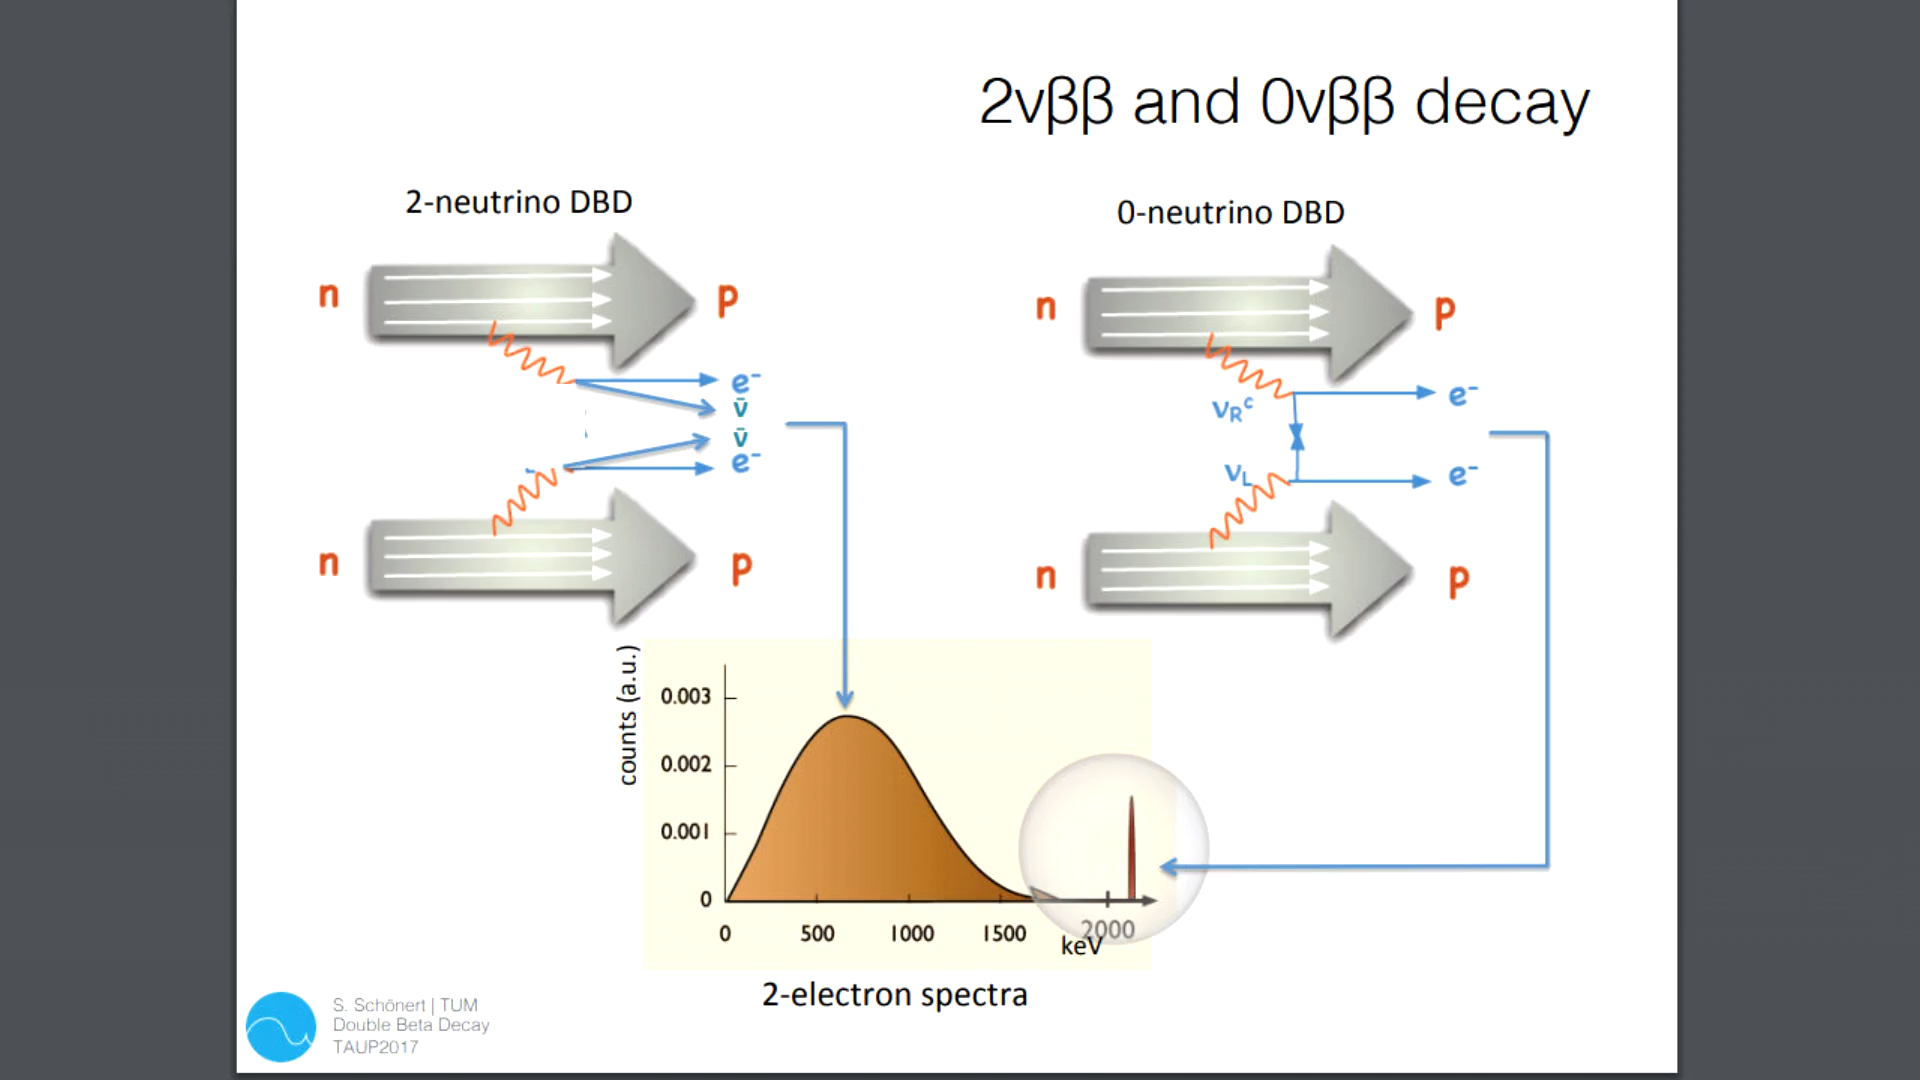 2νββ and 0νββ decay
2-neutrino DBD
n
p
e⁻
ν̄
ν̄
e⁻
n
p
0-neutrino DBD
n
p
νRᶜ
e⁻
νL
e⁻
n
p
counts (a.u.)
0.003
0.002
0.001
0
0 500 1000 1500 2000
keV
2-electron spectra
S. Schönert | TUM
Double Beta Decay
TAUP2017